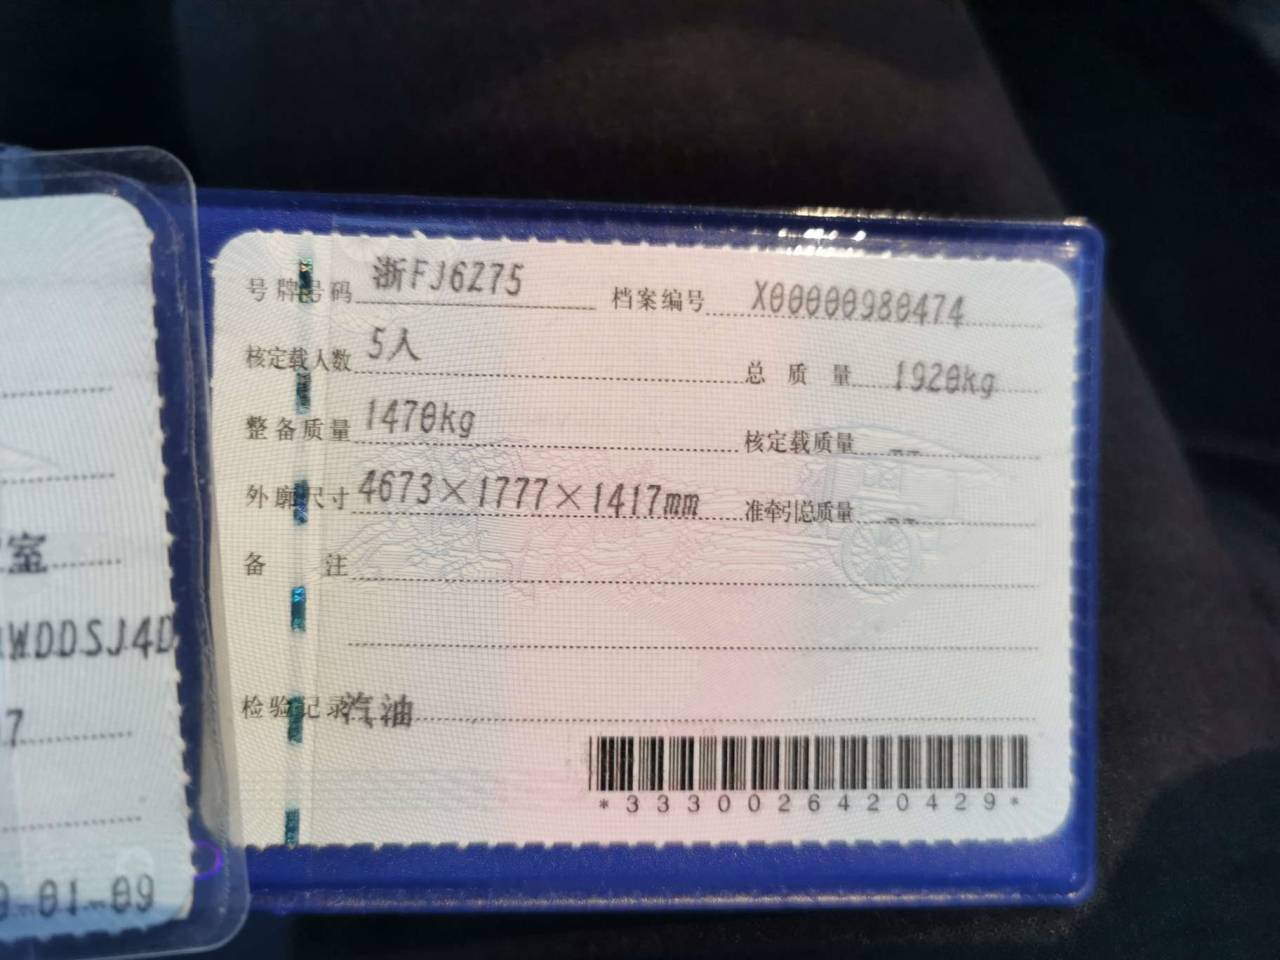 号牌号码 浙FJ6Z75 档案编号 X00000980474
核定载人数 5人 总质量 1920kg
整备质量 1470kg 核定载质量 --
外廓尺寸 4673×1777×1417mm 准牵引总质量 --
备注
检验记录 汽油
*3330026420429*
室
WDDSJ4D
7
-01-09